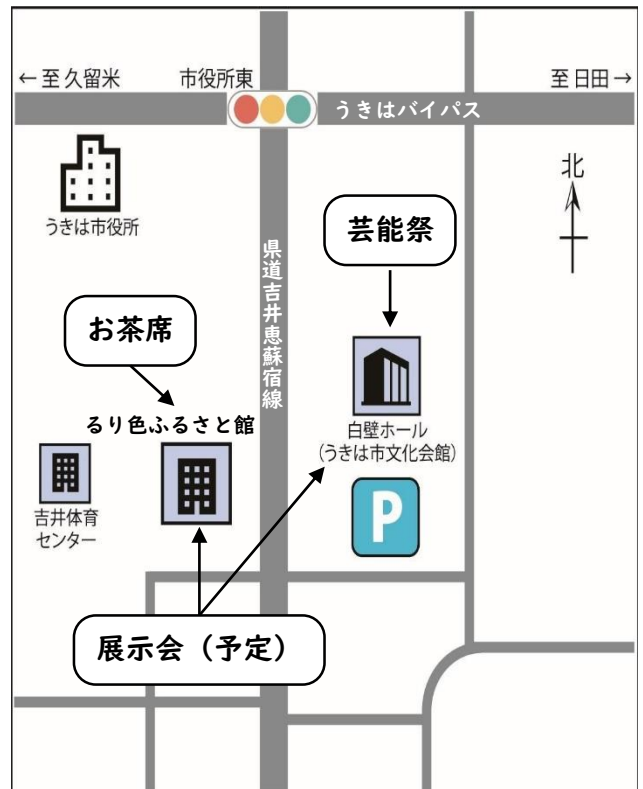 ←至久留米
市役所東
至日田→
うきはバイパス
北
うきは市役所
芸能祭
県道吉井恵蘇宿線
お茶席
るり色ふるさと館
白壁ホール
(うきは市文化会館)
吉井体育
センター
P
展示会（予定）